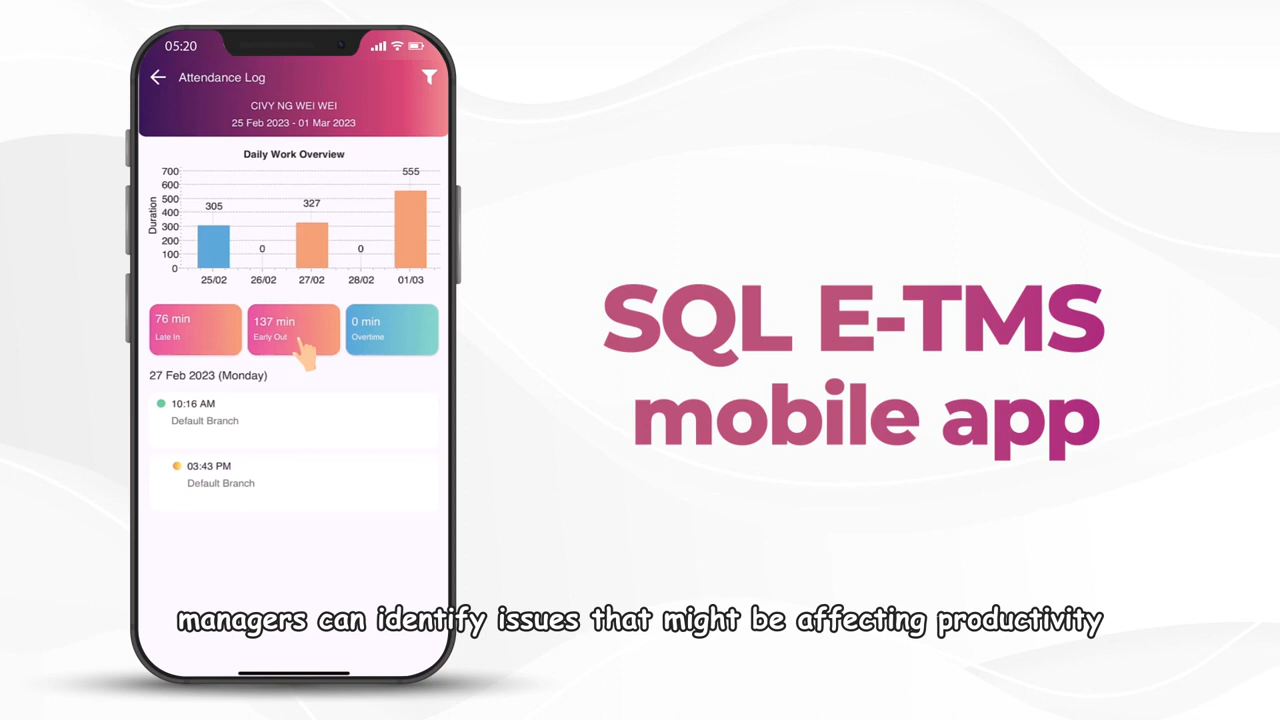 05:20
Attendance Log
CIVY NG WEI WEI
25 Feb 2023 - 01 Mar 2023
Daily Work Overview
Duration
700
600
500
400
300
200
100
0
305
0
327
0
555
25/02 26/02 27/02 28/02 01/03
76 min
Late In
137 min
Early Out
0 min
Overtime
27 Feb 2023 (Monday)
10:16 AM
Default Branch
03:43 PM
Default Branch
SQL E-TMS
mobile app
managers can identify issues that might be affecting productivity